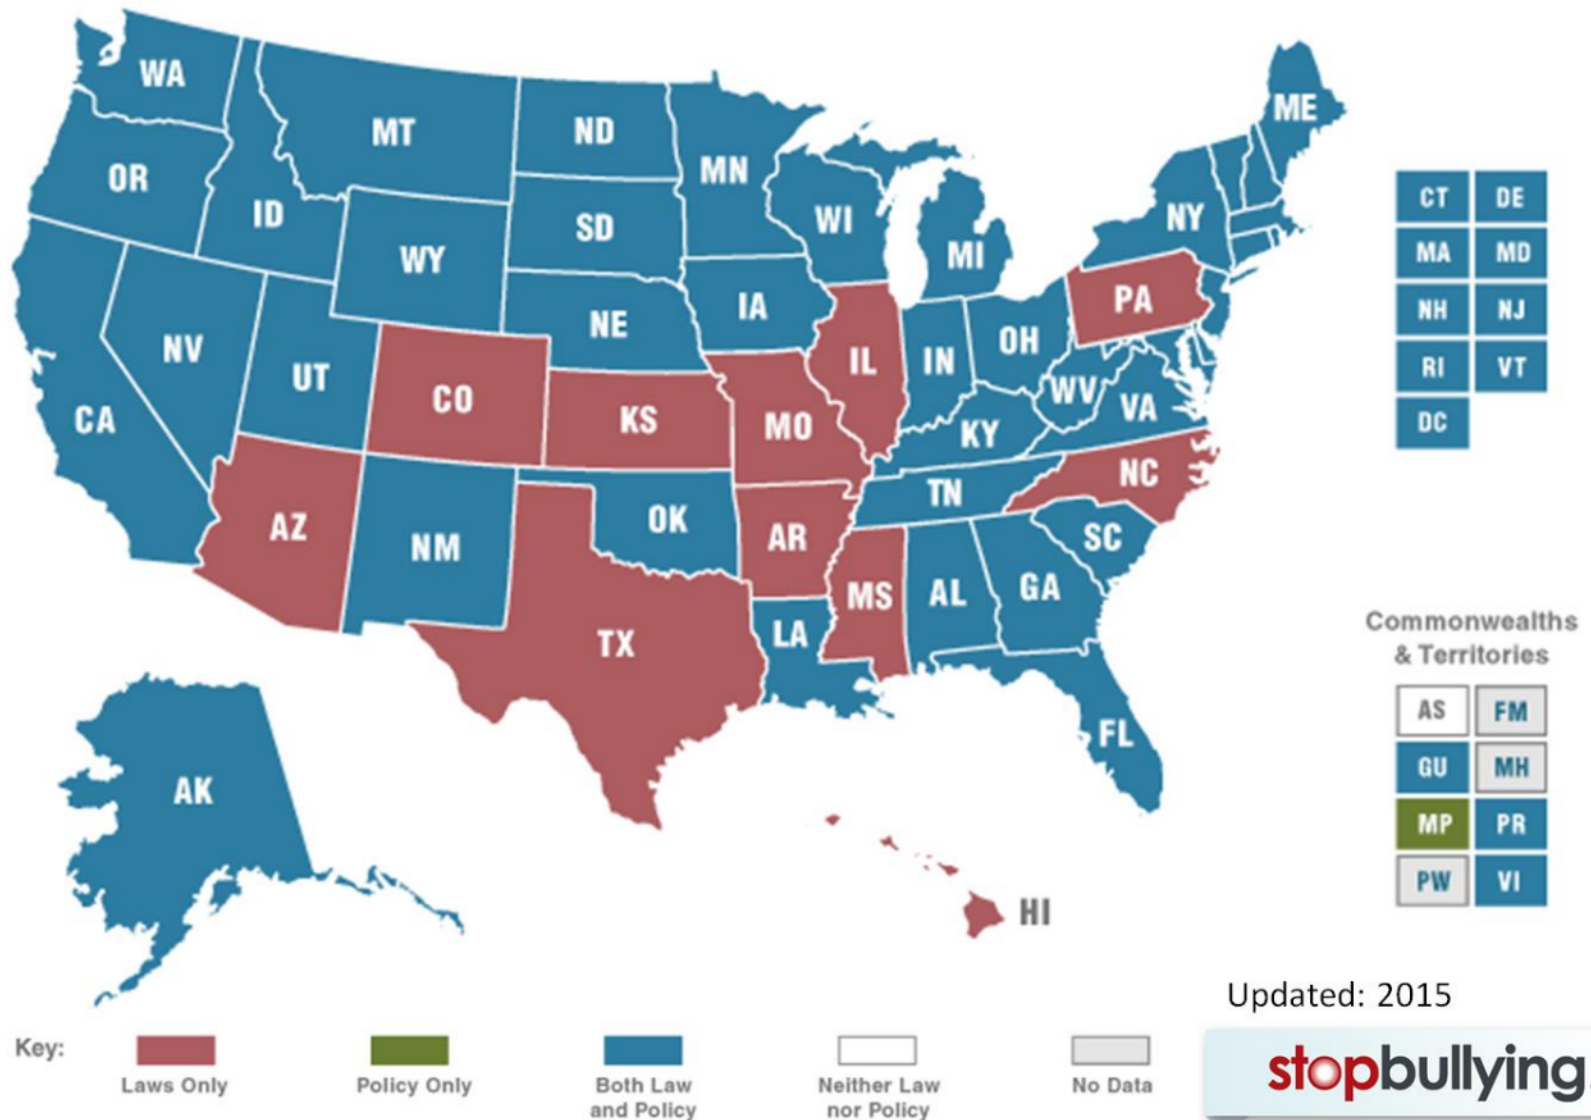 WA
MT
ND
MN
ME
OR
ID
SD
WI
NY
WY
MI
CT DE
MA MD
NH NJ
RI VT
DC
NE
IA
PA
NV
UT
CO
KS
MO
IL
IN
OH
WV
VA
CA
KY
NC
AZ
NM
OK
TN
AR
SC
TX
LA
MS
AL
GA
FL
Commonwealths
& Territories
AS FM
GU MH
MP PR
PW VI
AK
HI
Updated: 2015
Key:
Laws Only
Policy Only
Both Law
and Policy
Neither Law
nor Policy
No Data
stopbullying.